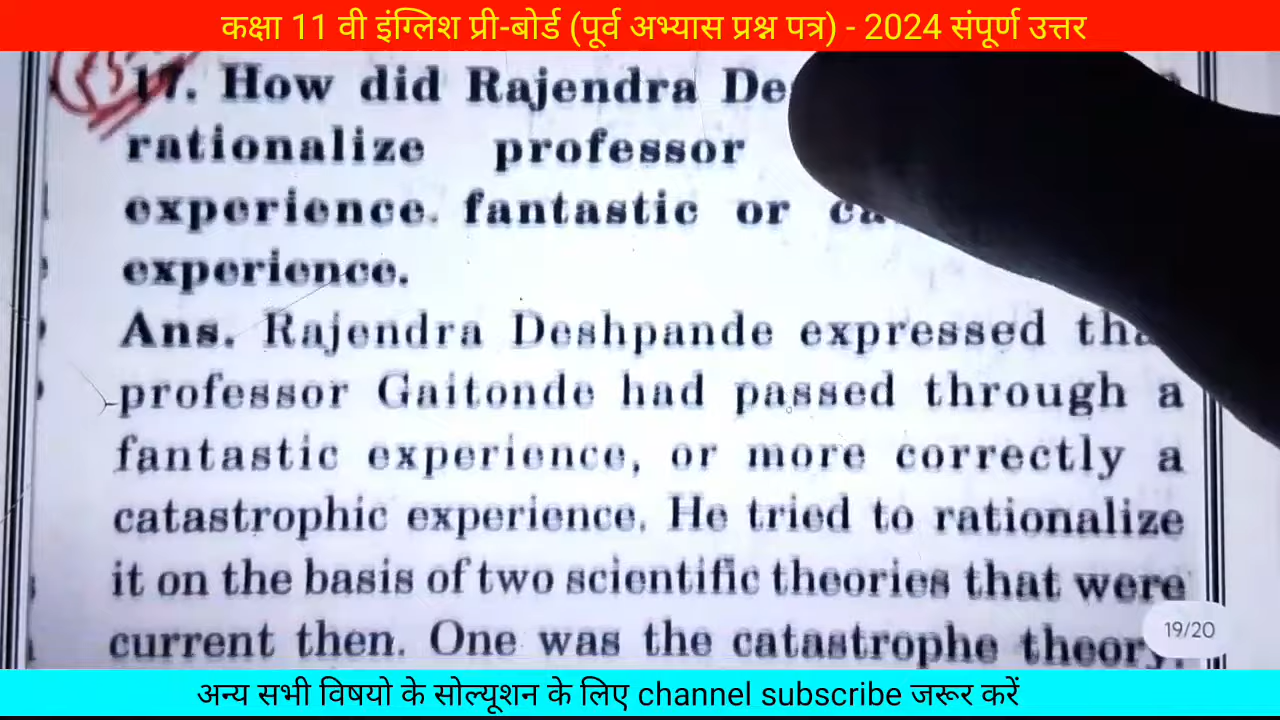 कक्षा 11 वी इंग्लिश प्री-बोर्ड (पूर्व अभ्यास प्रश्न पत्र) - 2024 संपूर्ण उत्तर
17. How did Rajendra
rationalize professor
experience. fantastic or
experience.
Ans. Rajendra Deshpande expressed
professor Gaitonde had passed through a
fantastic experience, or more correctly a
catastrophic experience. He tried to rationalize
it on the basis of two scientific theories that were
current then. One was the catastrophe theory.
19/20
अन्य सभी विषयो के सोल्यूशन के लिए channel subscribe जरूर करें